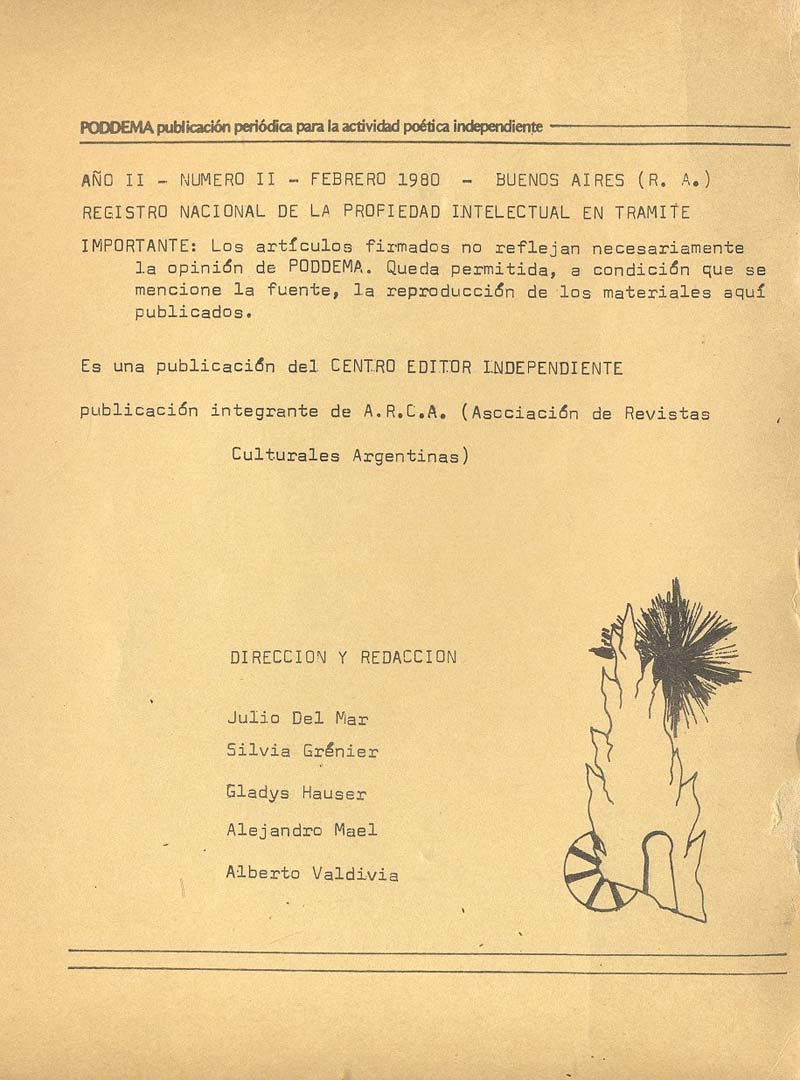 PODDEMA publicación periódica para la actividad poética independiente
AÑO II - NUMERO II - FEBRERO 1980 - BUENOS AIRES (R. A.)
REGISTRO NACIONAL DE LA PROFIEDAD INTELECTUAL EN TRAMITE
IMPORTANTE: Los artículos firmados no reflejan necesariamente
la opinión de PODDEMA. Queda permitida, a condición que se
mencione la fuente, la reproducción de los materiales aquí
publicados.
Es una publicación del CENTRO EDITOR INDEPENDIENTE
publicación integrante de A.R.C.A. (Asociación de Revistas
Culturales Argentinas)
DIRECCION Y REDACCION
Julio Del Mar
Silvia Grénier
Gladys Hauser
Alejandro Mael
Alberto Valdivia